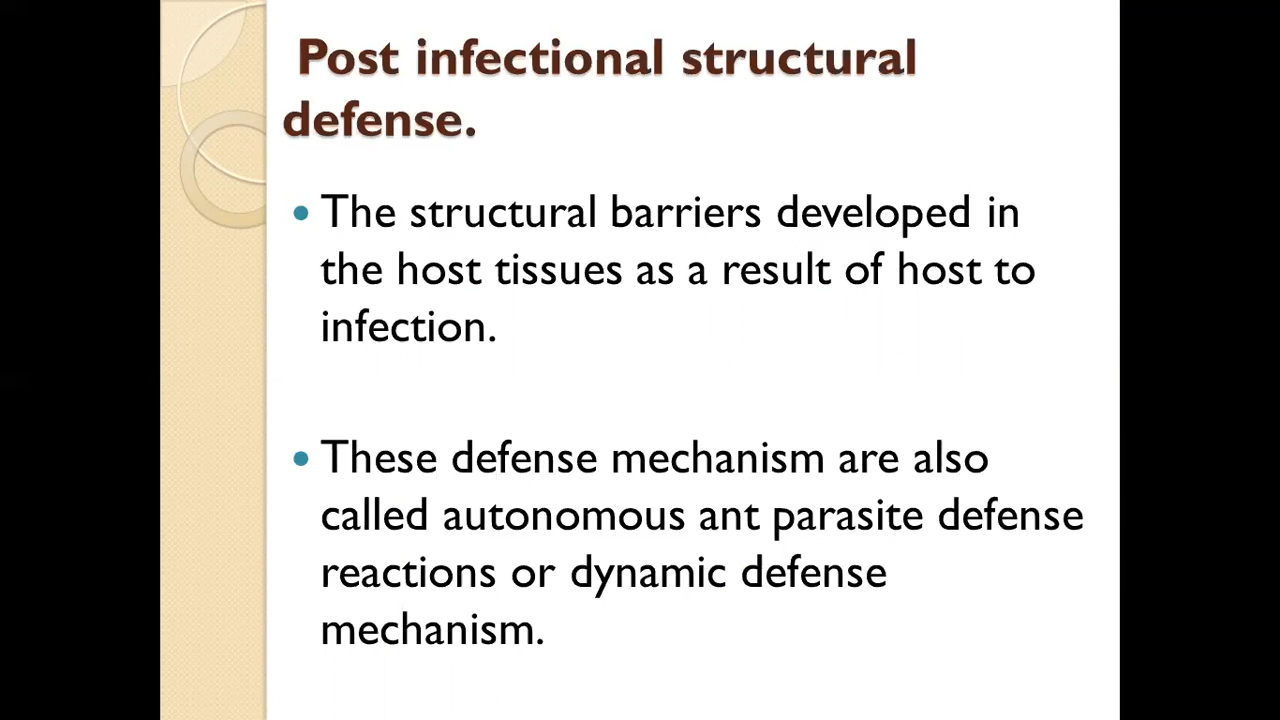 Post infectional structural
defense.
• The structural barriers developed in
the host tissues as a result of host to
infection.
• These defense mechanism are also
called autonomous ant parasite defense
reactions or dynamic defense
mechanism.